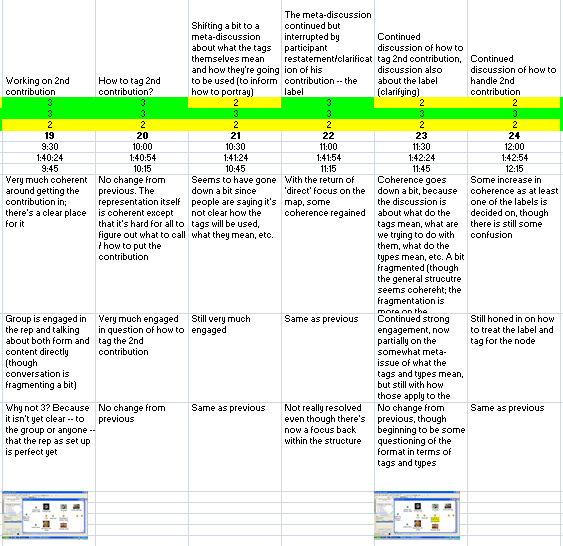 Working on 2nd
contribution
How to tag 2nd
contribution?
Shifting a bit to a
meta-discussion
about what the tags
themselves mean
and how they're going
to be used (to inform
how to portray)
The meta-discussion
continued but
interrupted by
participant
restatement/clarificat
ion of his
contribution -- the
label
Continued
discussion of how to
tag 2nd contribution,
discussion also
about the label
(clarifying)
Continued
discussion of how to
handle 2nd
contribution
3 3 2 3 2 2
3 3 3 3 3 3
2 2 2 2 2 2
19 20 21 22 23 24
9:30 10:00 10:30 11:00 11:30 12:00
1:40:24 1:40:54 1:41:24 1:41:54 1:42:24 1:42:54
9:45 10:15 10:45 11:15 11:45 12:15
Very much coherent
around getting the
contribution in;
there's a clear place
for it
No change from
previous. The
representation itself
is coherent except
that it's hard for all to
figure out what to call
/ how to put the
contribution
Seems to have gone
down a bit since
people are saying it's
not clear how the
tags will be used,
what they mean, etc.
With the return of
'direct' focus on the
map, some
coherence regained
Coherence goes
down a bit, because
the discussion is
about what do the
tags mean, what are
we trying to do with
them, what do the
types mean, etc. A bit
fragmented (though
the general strucutre
seems cohereht; the
fragmentation is
more on the
Some increase in
coherence as at least
one of the labels is
decided on, though
there is still some
confusion
Group is engaged in
the rep and talking
about both form and
content directly
(though
conversation is
fragmenting a bit)
Very much engaged
in question of how to
tag the 2nd
contribution
Still very much
engaged
Same as previous
Continued strong
engagement, now
partially on the
somewhat meta-
issue of what the
tags and types mean,
but still with how
those apply to the
Still honed in on how
to treat the label and
tag for the node
Why not 3? Because
it isn't yet clear -- to
the group or anyone --
that the rep as set up is
perfect yet
No change from
previous
Same as previous
Not really resolved
even though there's
now a focus back
within the structure
No change from
previous, though
beginning to be some
questioning of the
format in terms of
tags and types
Same as previous